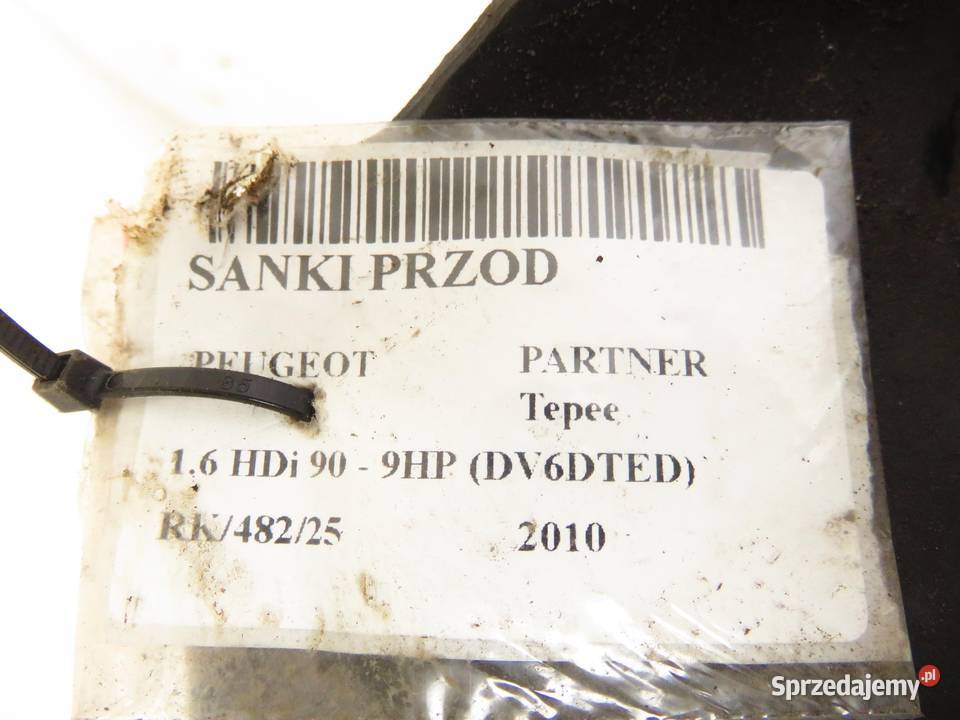 SANKI PRZOD
PEUGEOT PARTNER
Tepee
1.6 HDi 90 - 9HP (DV6DTED)
RK/482/25 2010
Sprzedajemy.pl